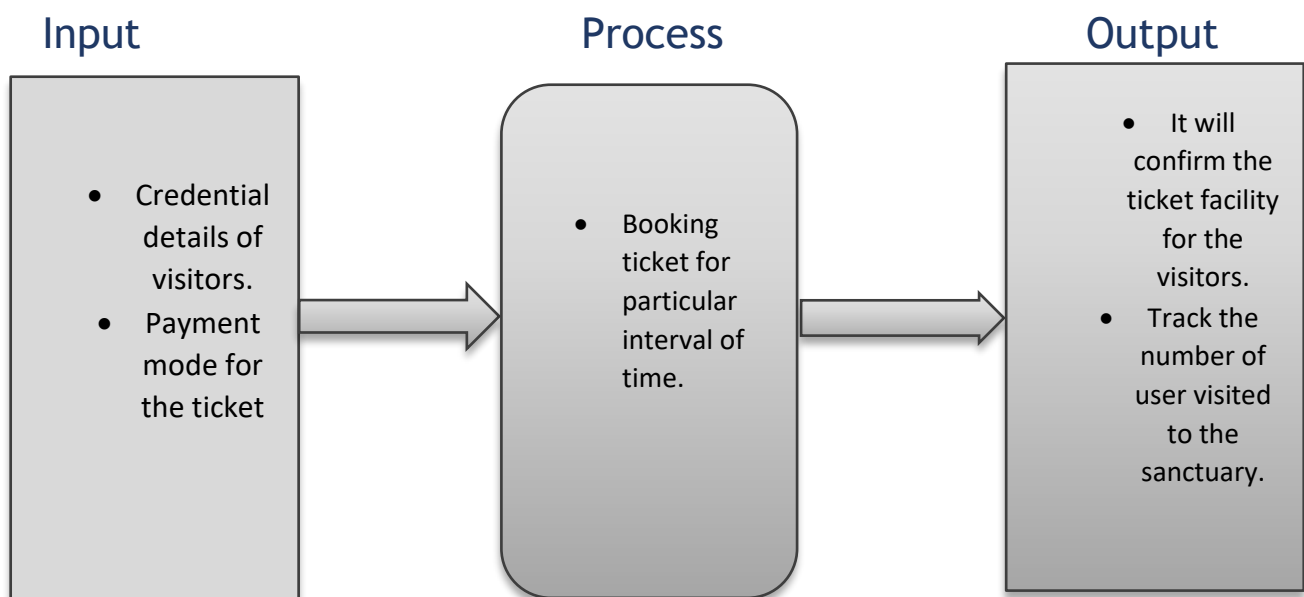 Input
Process
Output
• Credential
details of
visitors.
• Payment
mode for
the ticket
• Booking
ticket for
particular
interval of
time.
• It will
confirm the
ticket facility
for the
visitors.
• Track the
number of
user visited
to the
sanctuary.